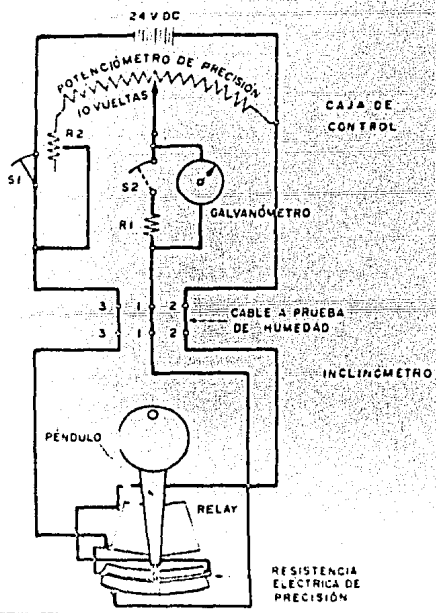 24 V DC
POTENCIÓMETRO DE PRECISIÓN
10 VUELTAS
CAJA DE
CONTROL
R2
S1
S2
R1
GALVANÓMETRO
3 1 2
CABLE A PRUEBA
DE HUMEDAD
3 1 2
INCLINÓMETRO
PÉNDULO
RELAY
RESISTENCIA
ELECTRICA DE
PRECISIÓN